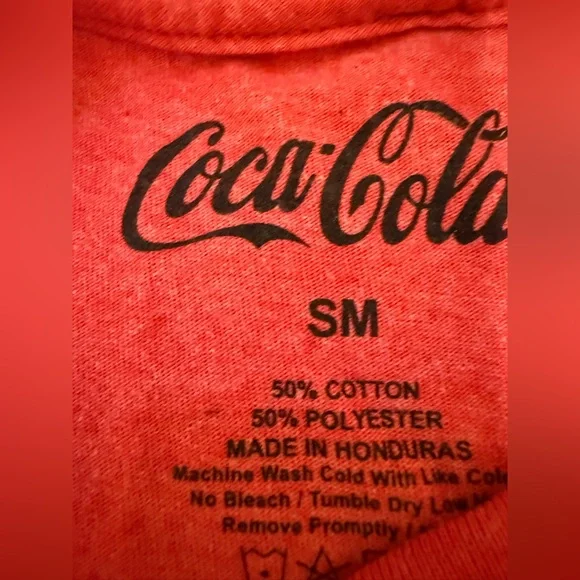 Coca-Cola
SM
50% COTTON
50% POLYESTER
MADE IN HONDURAS
Machine Wash Cold With Like
No Bleach / Tumble Dry Low
Remove Promptly /